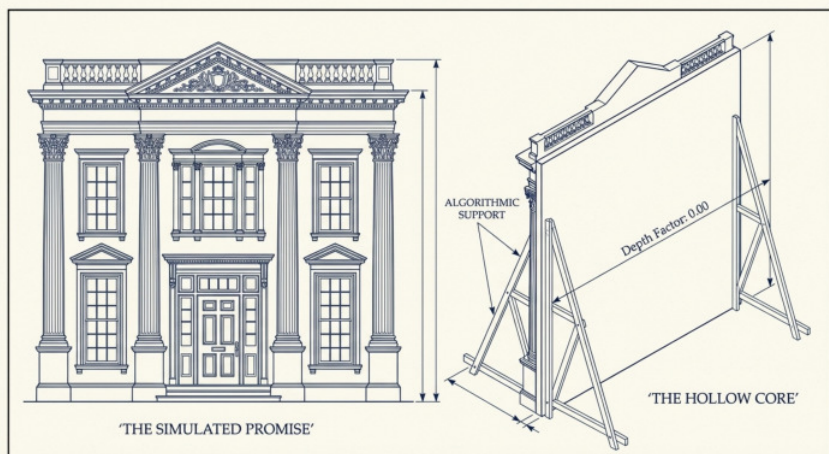 ALGORITHMIC
SUPPORT
Depth Factor: 0.00
'THE SIMULATED PROMISE'
'THE HOLLOW CORE'